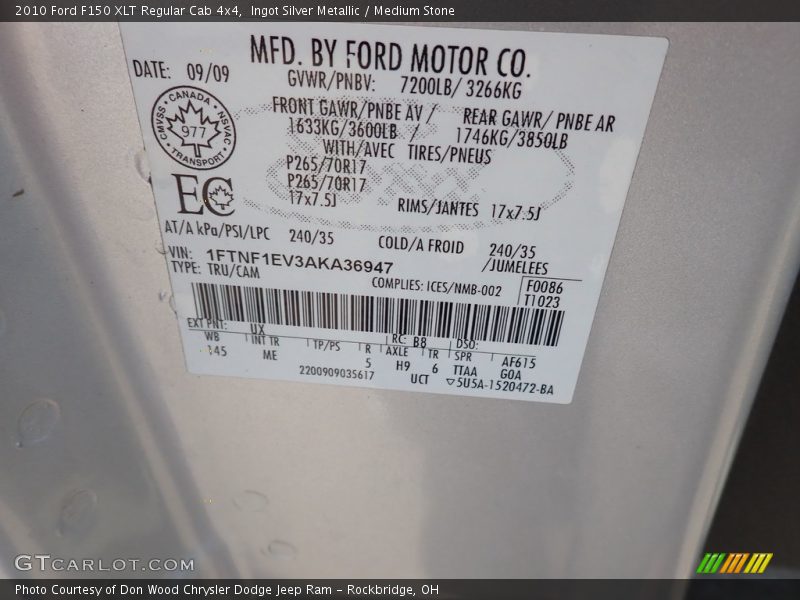 2010 Ford F150 XLT Regular Cab 4x4,  Ingot Silver Metallic / Medium Stone
MFD. BY FORD MOTOR CO.
DATE: 09/09
GVWR/PNBV: 7200LB/ 3266KG
FRONT GAWR/PNBE AV / REAR GAWR/ PNBE AR
1633KG/3600LB / 1746KG/3850LB
WITH/AVEC TIRES/PNEUS
P265/70R17
P265/70R17
17x7.5J RIMS/JANTES 17x7.5J
CANADA
CMVSS NSVAC
977
TRANSPORT
EC
AT/A kPa/PSI/LPC 240/35 COLD/A FROID 240/35
VIN: 1FTNF1EV3AKA36947 /JUMELEES
TYPE: TRU/CAM
COMPLIES: ICES/NMB-002 F0086
T1023
EXT PNT: UX RC: B8 DSO:
WB INT TR TP/PS R AXLE TR SPR AF615
145 ME 5 H9 6 TTAA GOA
2200909035617 UCT ▽5U5A-1520472-BA
GTCARLOT.COM
Photo Courtesy of Don Wood Chrysler Dodge Jeep Ram – Rockbridge, OH